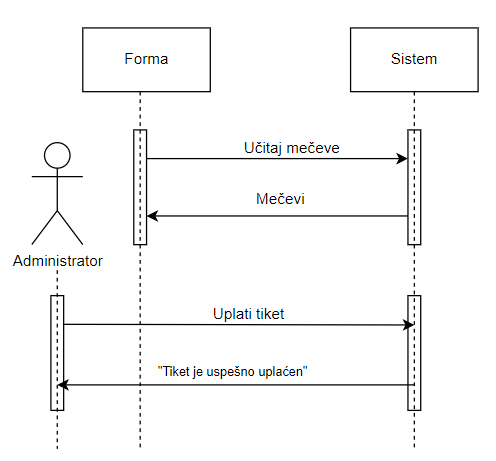 Forma
Sistem
Učitaj mečeve
Mečevi
Administrator
Uplati tiket
"Tiket je uspešno uplaćen"